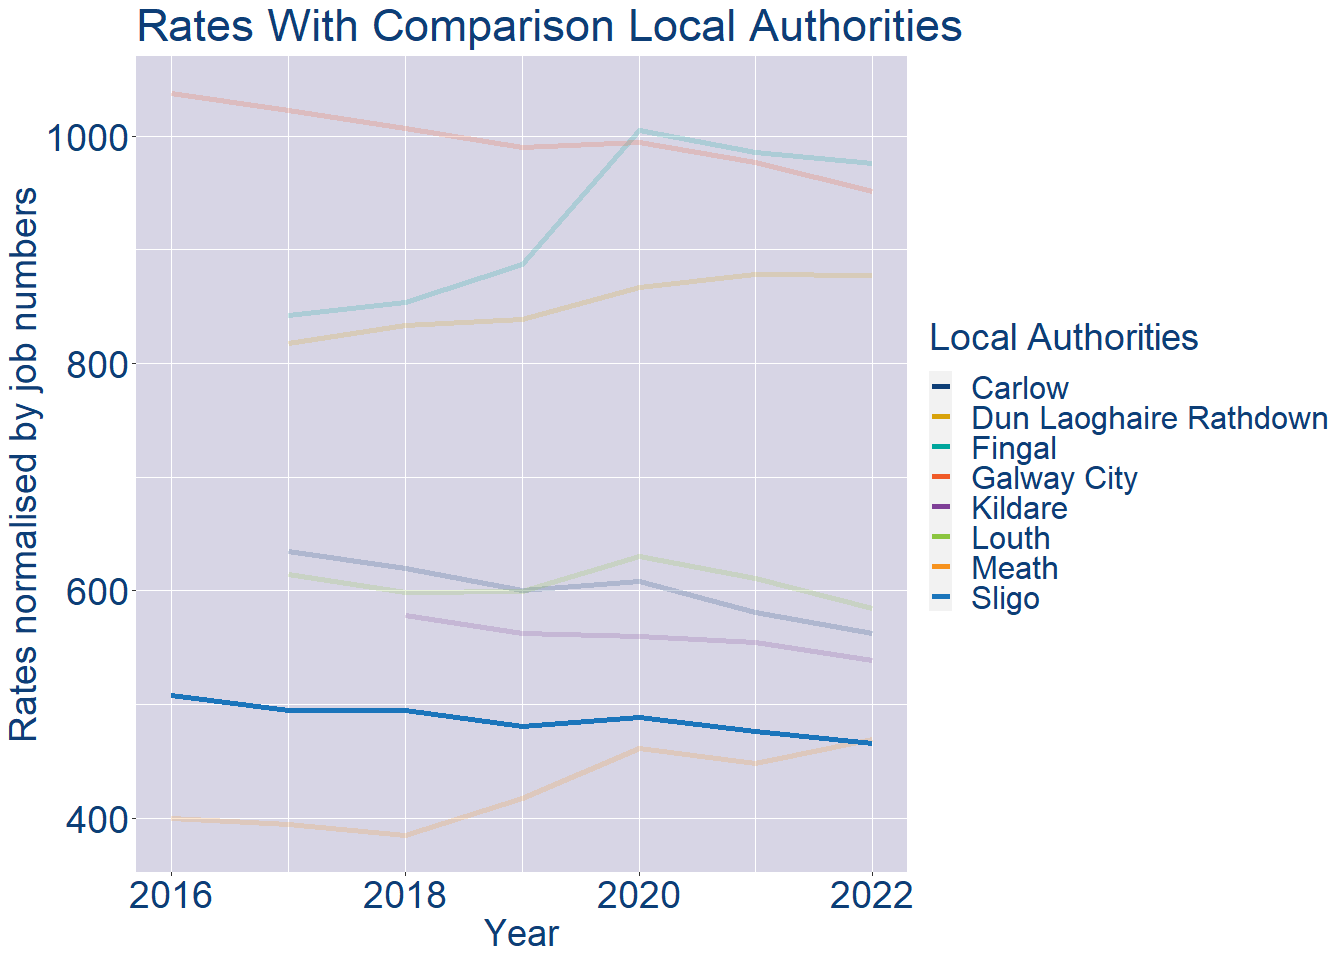 Rates With Comparison Local Authorities
Rates normalised by job numbers
1000
800
600
400
2016 2018 2020 2022
Year
Local Authorities
Carlow
Dun Laoghaire Rathdown
Fingal
Galway City
Kildare
Louth
Meath
Sligo